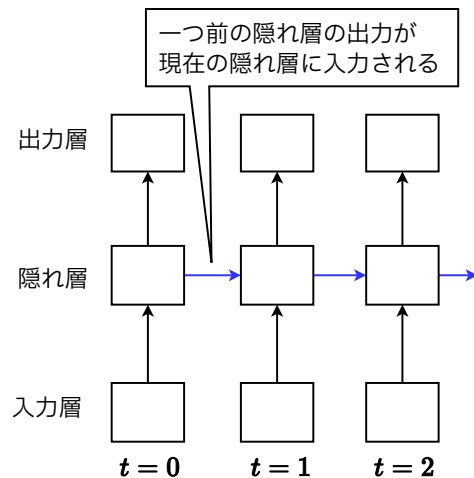 一つ前の隠れ層の出力が
現在の隠れ層に入力される
出力層
隠れ層
入力層
t = 0
t = 1
t = 2